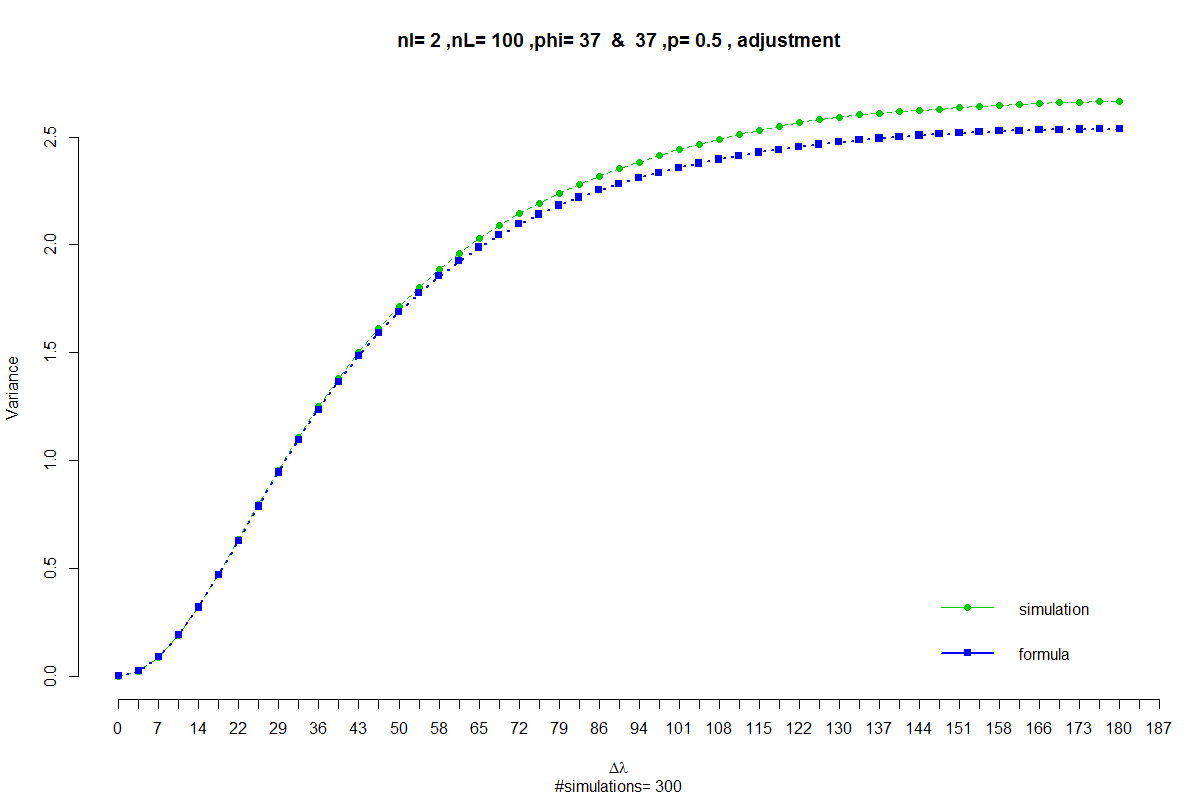 nl= 2 ,nL= 100 ,phi= 37 & 37 ,p= 0.5 , adjustment
Variance
2.5
2.0
1.5
1.0
0.5
0.0
simulation
formula
0 7 14 22 29 36 43 50 58 65 72 79 86 94 101 108 115 122 130 137 144 151 158 166 173 180 187
Δλ
#simulations= 300